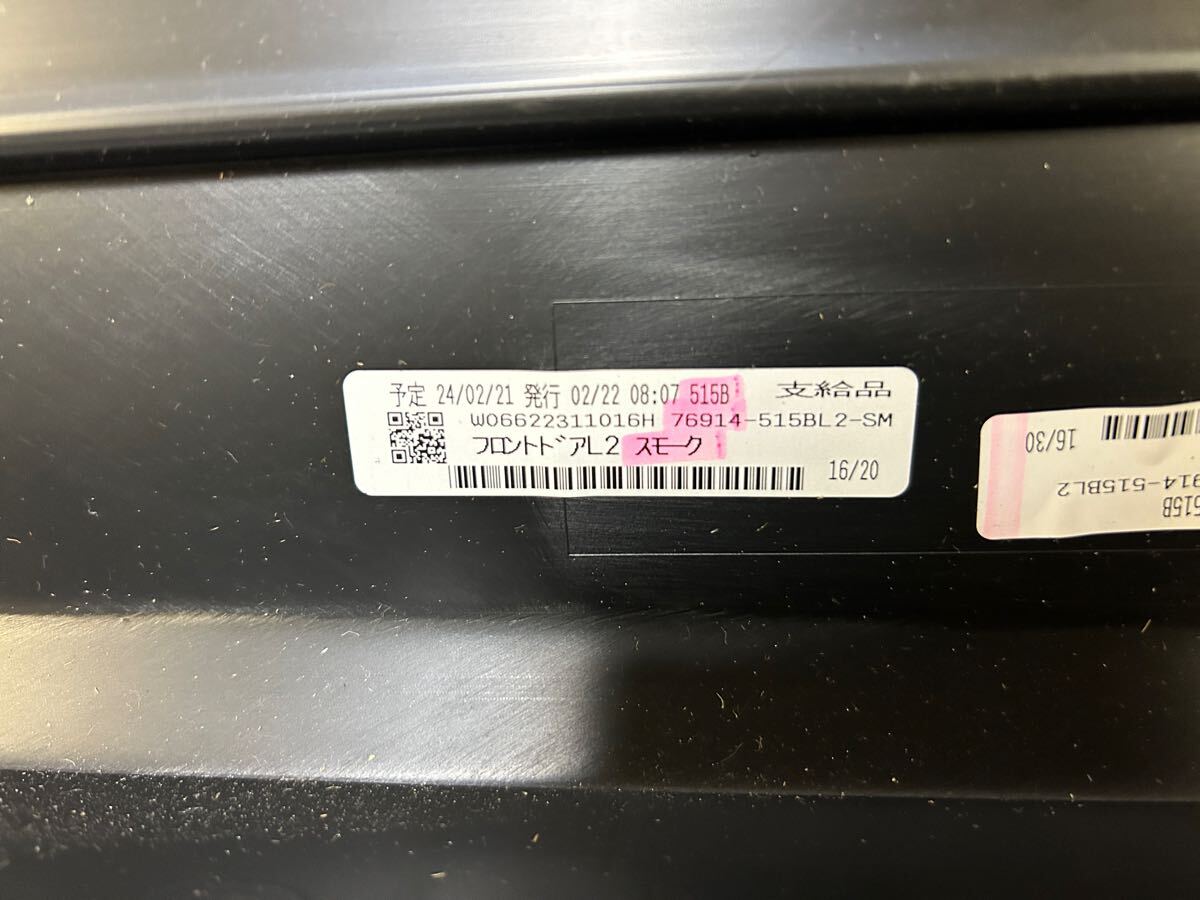 予定 24/02/21 発行 02/22 08:07 515B 支給品
W06622311016H 76914-515BL2-SM
フロントドアL2 スモーク
16/20
16/30
914-515BL2
515B